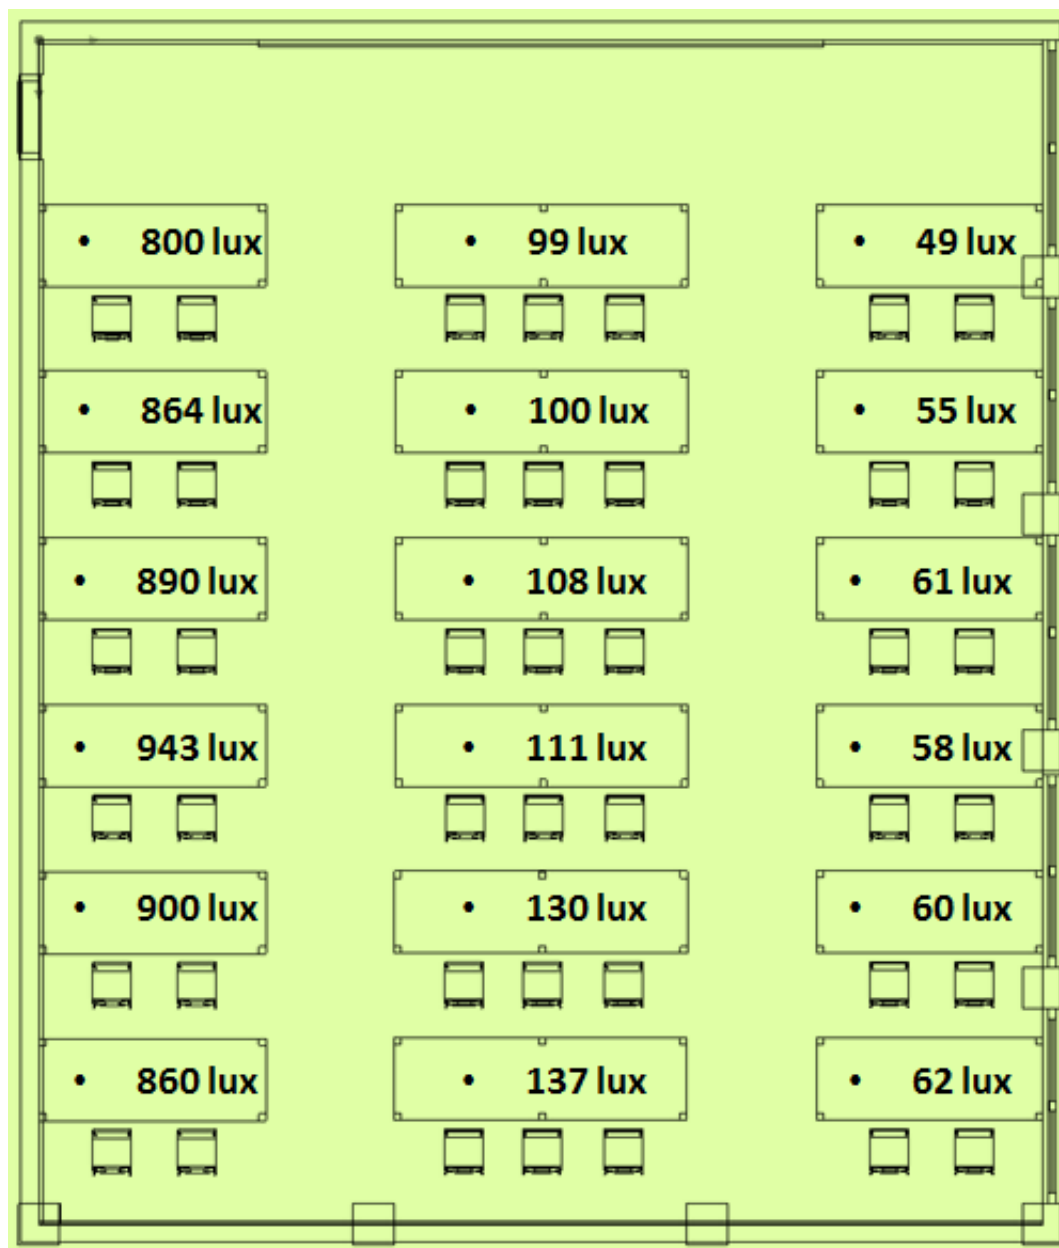 800 lux 99 lux 49 lux
864 lux 100 lux 55 lux
890 lux 108 lux 61 lux
943 lux 111 lux 58 lux
900 lux 130 lux 60 lux
860 lux 137 lux 62 lux